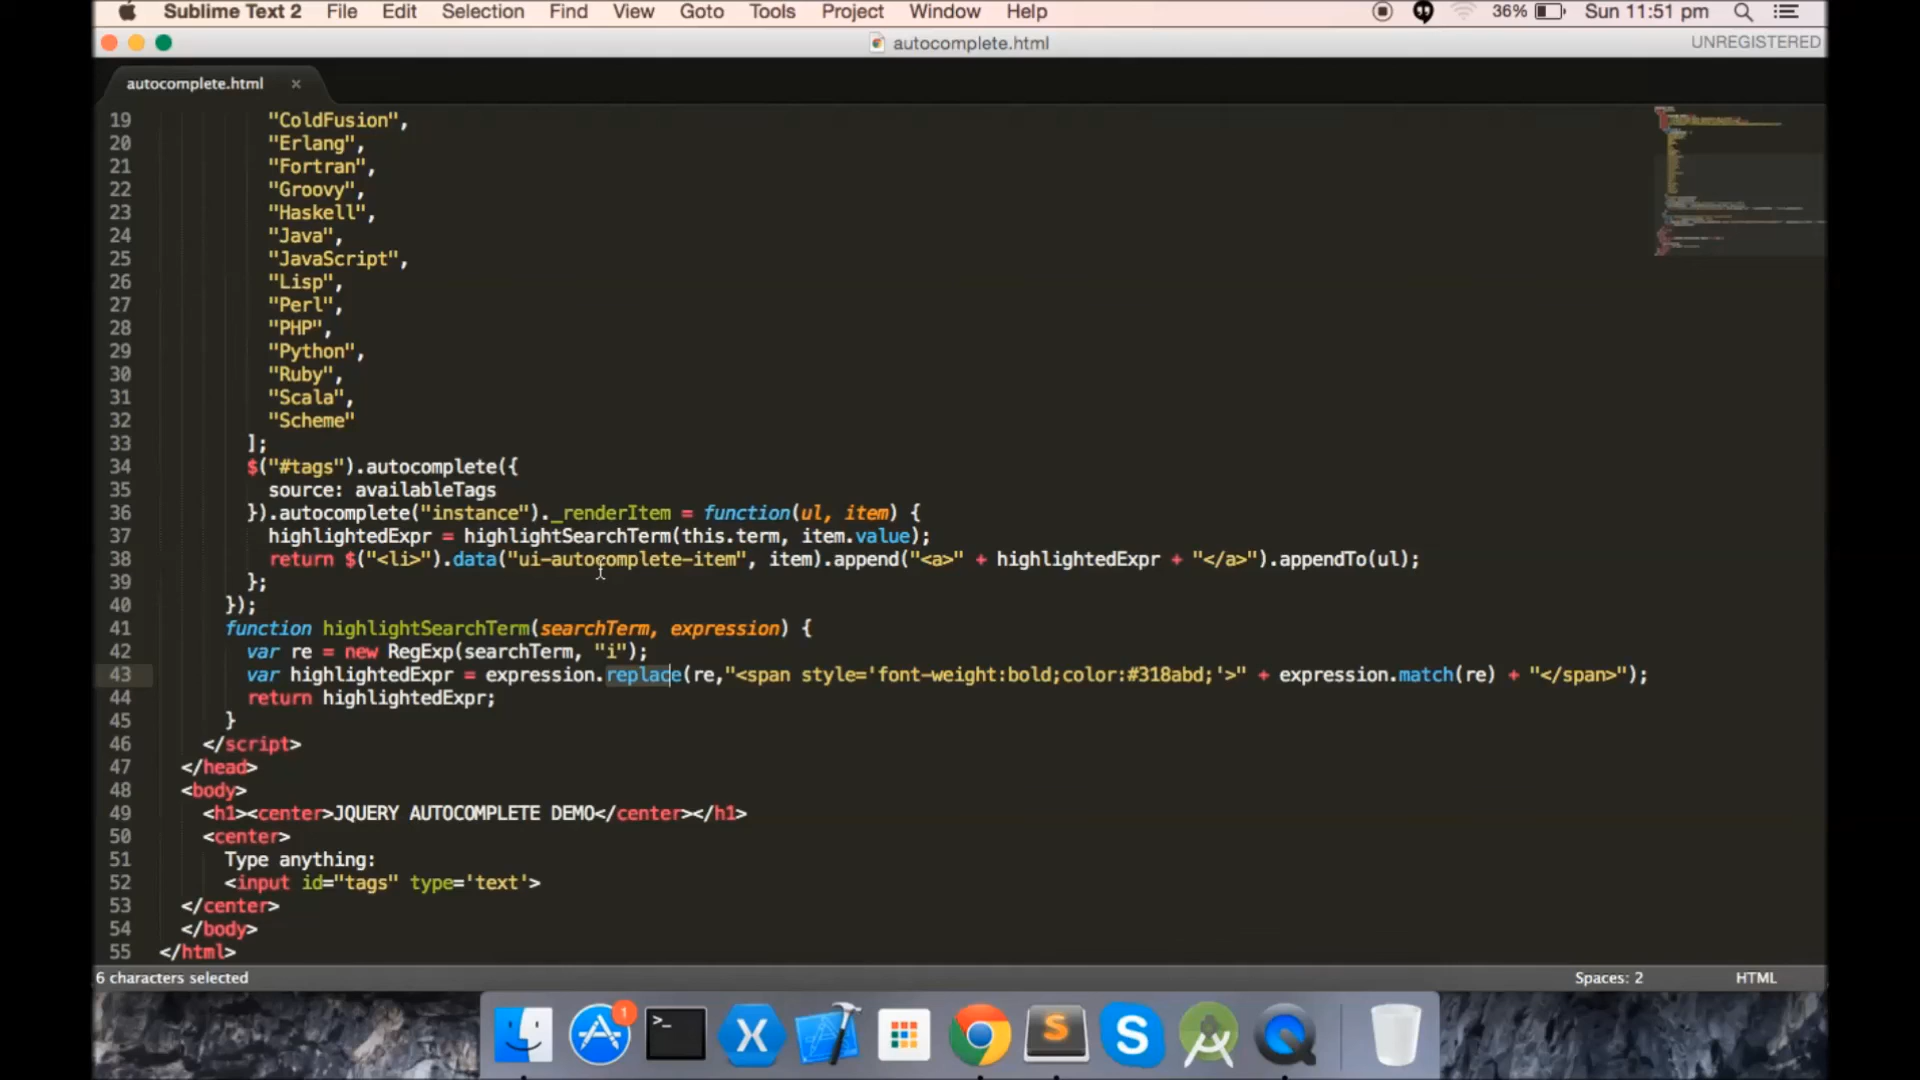 Sublime Text 2 File Edit Selection Find View Goto Tools Project Window Help 36% Sun 11:51 pm
autocomplete.html UNREGISTERED
autocomplete.html ×
19 "ColdFusion",
20 "Erlang",
21 "Fortran",
22 "Groovy",
23 "Haskell",
24 "Java",
25 "JavaScript",
26 "Lisp",
27 "Perl",
28 "PHP",
29 "Python",
30 "Ruby",
31 "Scala",
32 "Scheme"
33 ];
34 $("#tags").autocomplete({
35 source: availableTags
36 }).autocomplete("instance")._renderItem = function(ul, item) {
37 highlightedExpr = highlightSearchTerm(this.term, item.value);
38 return $("<li>").data("ui-autocomplete-item", item).append("<a>" + highlightedExpr + "</a>").appendTo(ul);
39 };
40 });
41 function highlightSearchTerm(searchTerm, expression) {
42 var re = new RegExp(searchTerm, "i");
43 var highlightedExpr = expression.replace(re,"<span style='font-weight:bold;color:#318abd;'>" + expression.match(re) + "</span>");
44 return highlightedExpr;
45 }
46 </script>
47 </head>
48 <body>
49 <h1><center>JQUERY AUTOCOMPLETE DEMO</center></h1>
50 <center>
51 Type anything:
52 <input id="tags" type='text'>
53 </center>
54 </body>
55 </html>
6 characters selected Spaces: 2 HTML
1